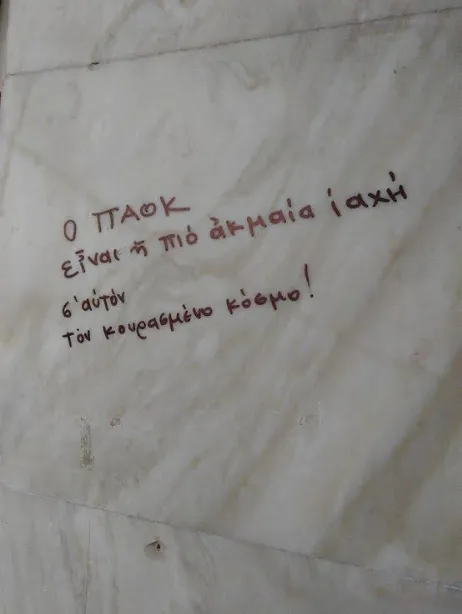 Ο ΠΑΟΚ
εἶναι ἡ πιό ἀκμαία ἰαχή
σ'αὐτόν
τόν κουρασμένο κόσμο!